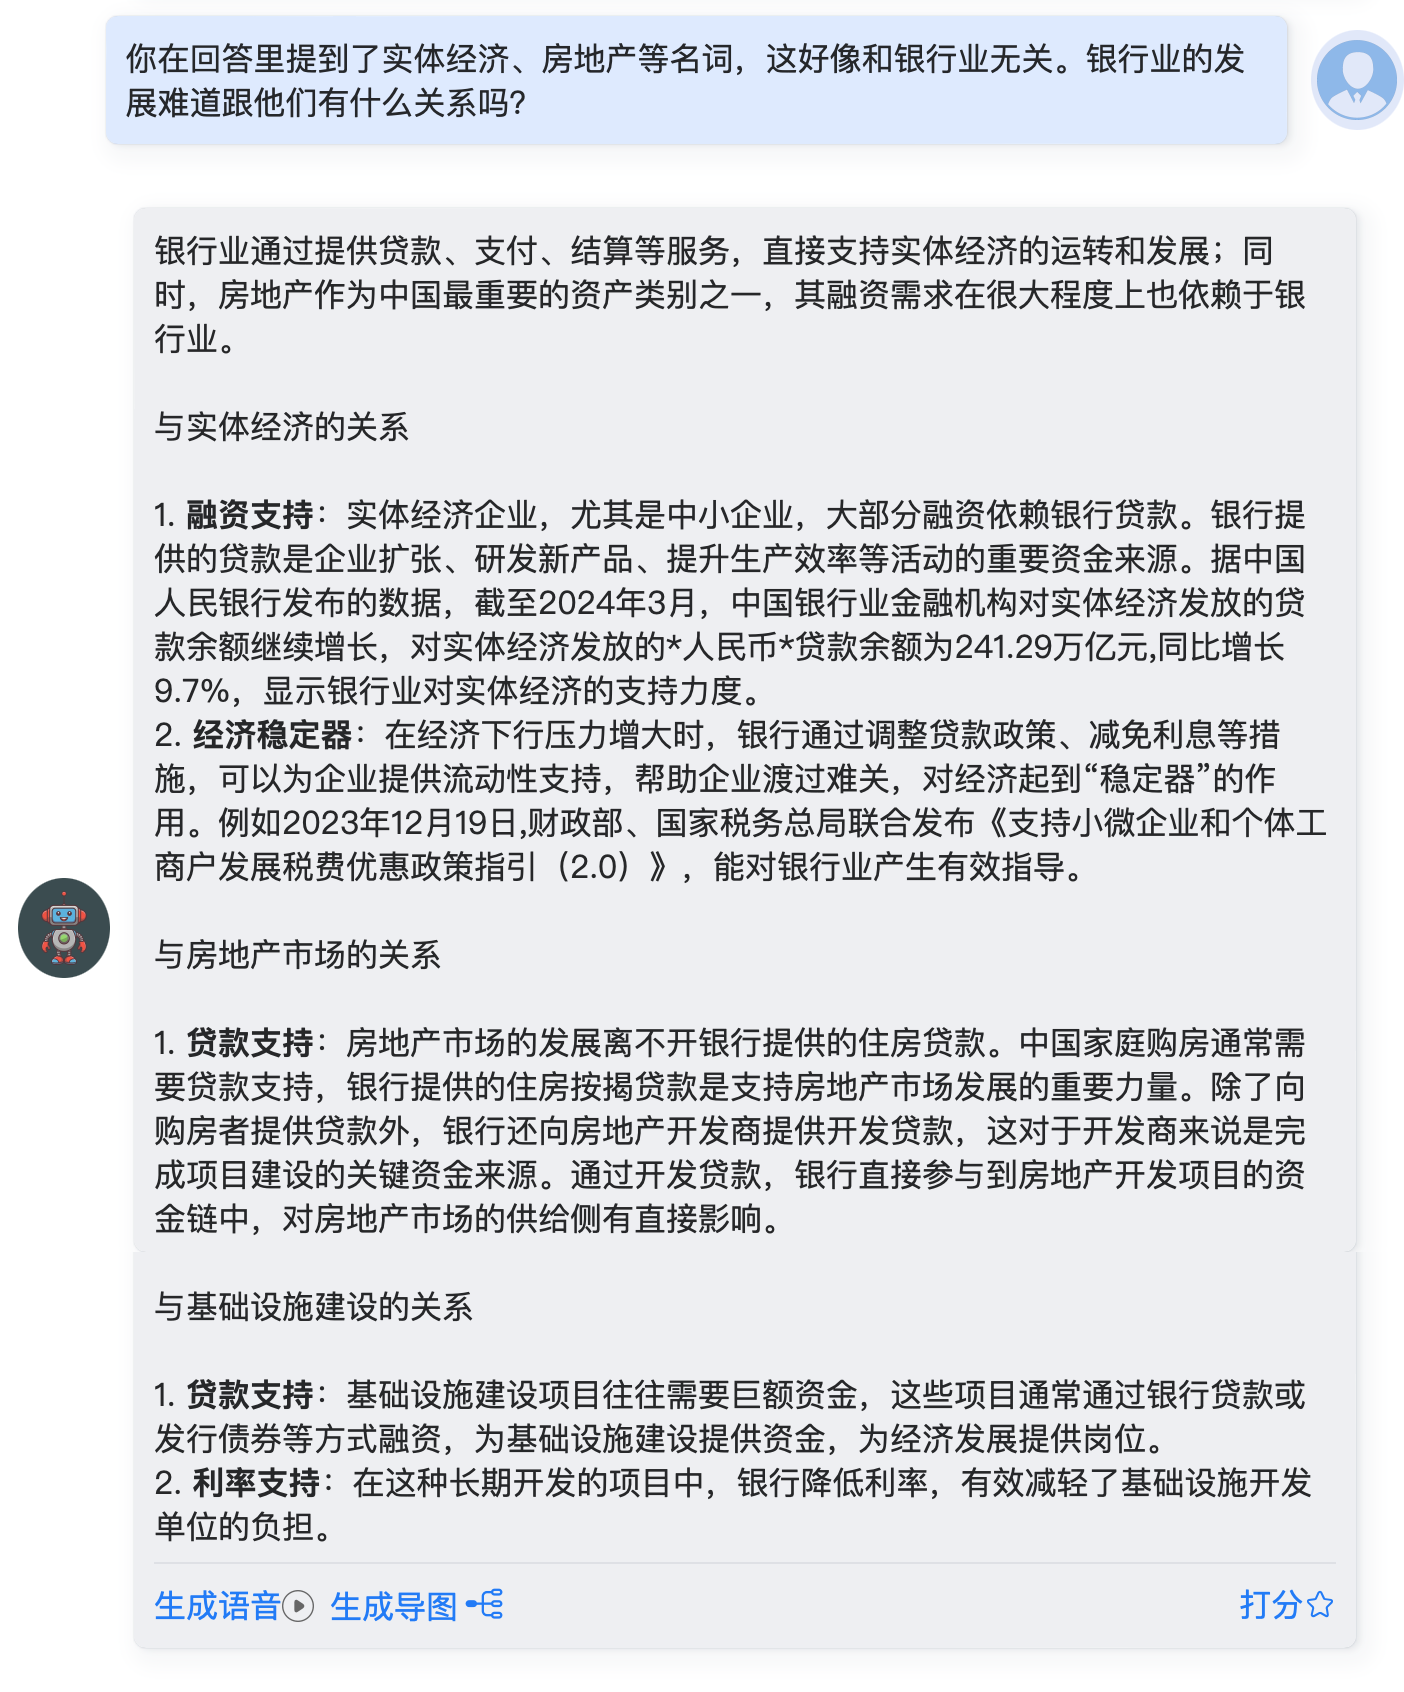 你在回答里提到了实体经济、房地产等名词，这好像和银行业无关。银行业的发
展难道跟他们有什么关系吗?
银行业通过提供贷款、支付、结算等服务，直接支持实体经济的运转和发展；同
时，房地产作为中国最重要的资产类别之一，其融资需求在很大程度上也依赖于银
行业。
与实体经济的关系
1. 融资支持：实体经济企业，尤其是中小企业，大部分融资依赖银行贷款。银行提
供的贷款是企业扩张、研发新产品、提升生产效率等活动的重要资金来源。据中国
人民银行发布的数据，截至2024年3月，中国银行业金融机构对实体经济发放的贷
款余额继续增长，对实体经济发放的*人民币*贷款余额为241.29万亿元,同比增长
9.7%，显示银行业对实体经济的支持力度。
2. 经济稳定器：在经济下行压力增大时，银行通过调整贷款政策、减免利息等措
施，可以为企业提供流动性支持，帮助企业渡过难关，对经济起到“稳定器”的作
用。例如2023年12月19日,财政部、国家税务总局联合发布《支持小微企业和个体工
商户发展税费优惠政策指引（2.0）》，能对银行业产生有效指导。
与房地产市场的关系
1. 贷款支持：房地产市场的发展离不开银行提供的住房贷款。中国家庭购房通常需
要贷款支持，银行提供的住房按揭贷款是支持房地产市场发展的重要力量。除了向
购房者提供贷款外，银行还向房地产开发商提供开发贷款，这对于开发商来说是完
成项目建设的关键资金来源。通过开发贷款，银行直接参与到房地产开发项目的资
金链中，对房地产市场的供给侧有直接影响。
与基础设施建设的关系
1. 贷款支持：基础设施建设项目往往需要巨额资金，这些项目通常通过银行贷款或
发行债券等方式融资，为基础设施建设提供资金，为经济发展提供岗位。
2. 利率支持：在这种长期开发的项目中，银行降低利率，有效减轻了基础设施开发
单位的负担。
生成语音 生成导图 打分